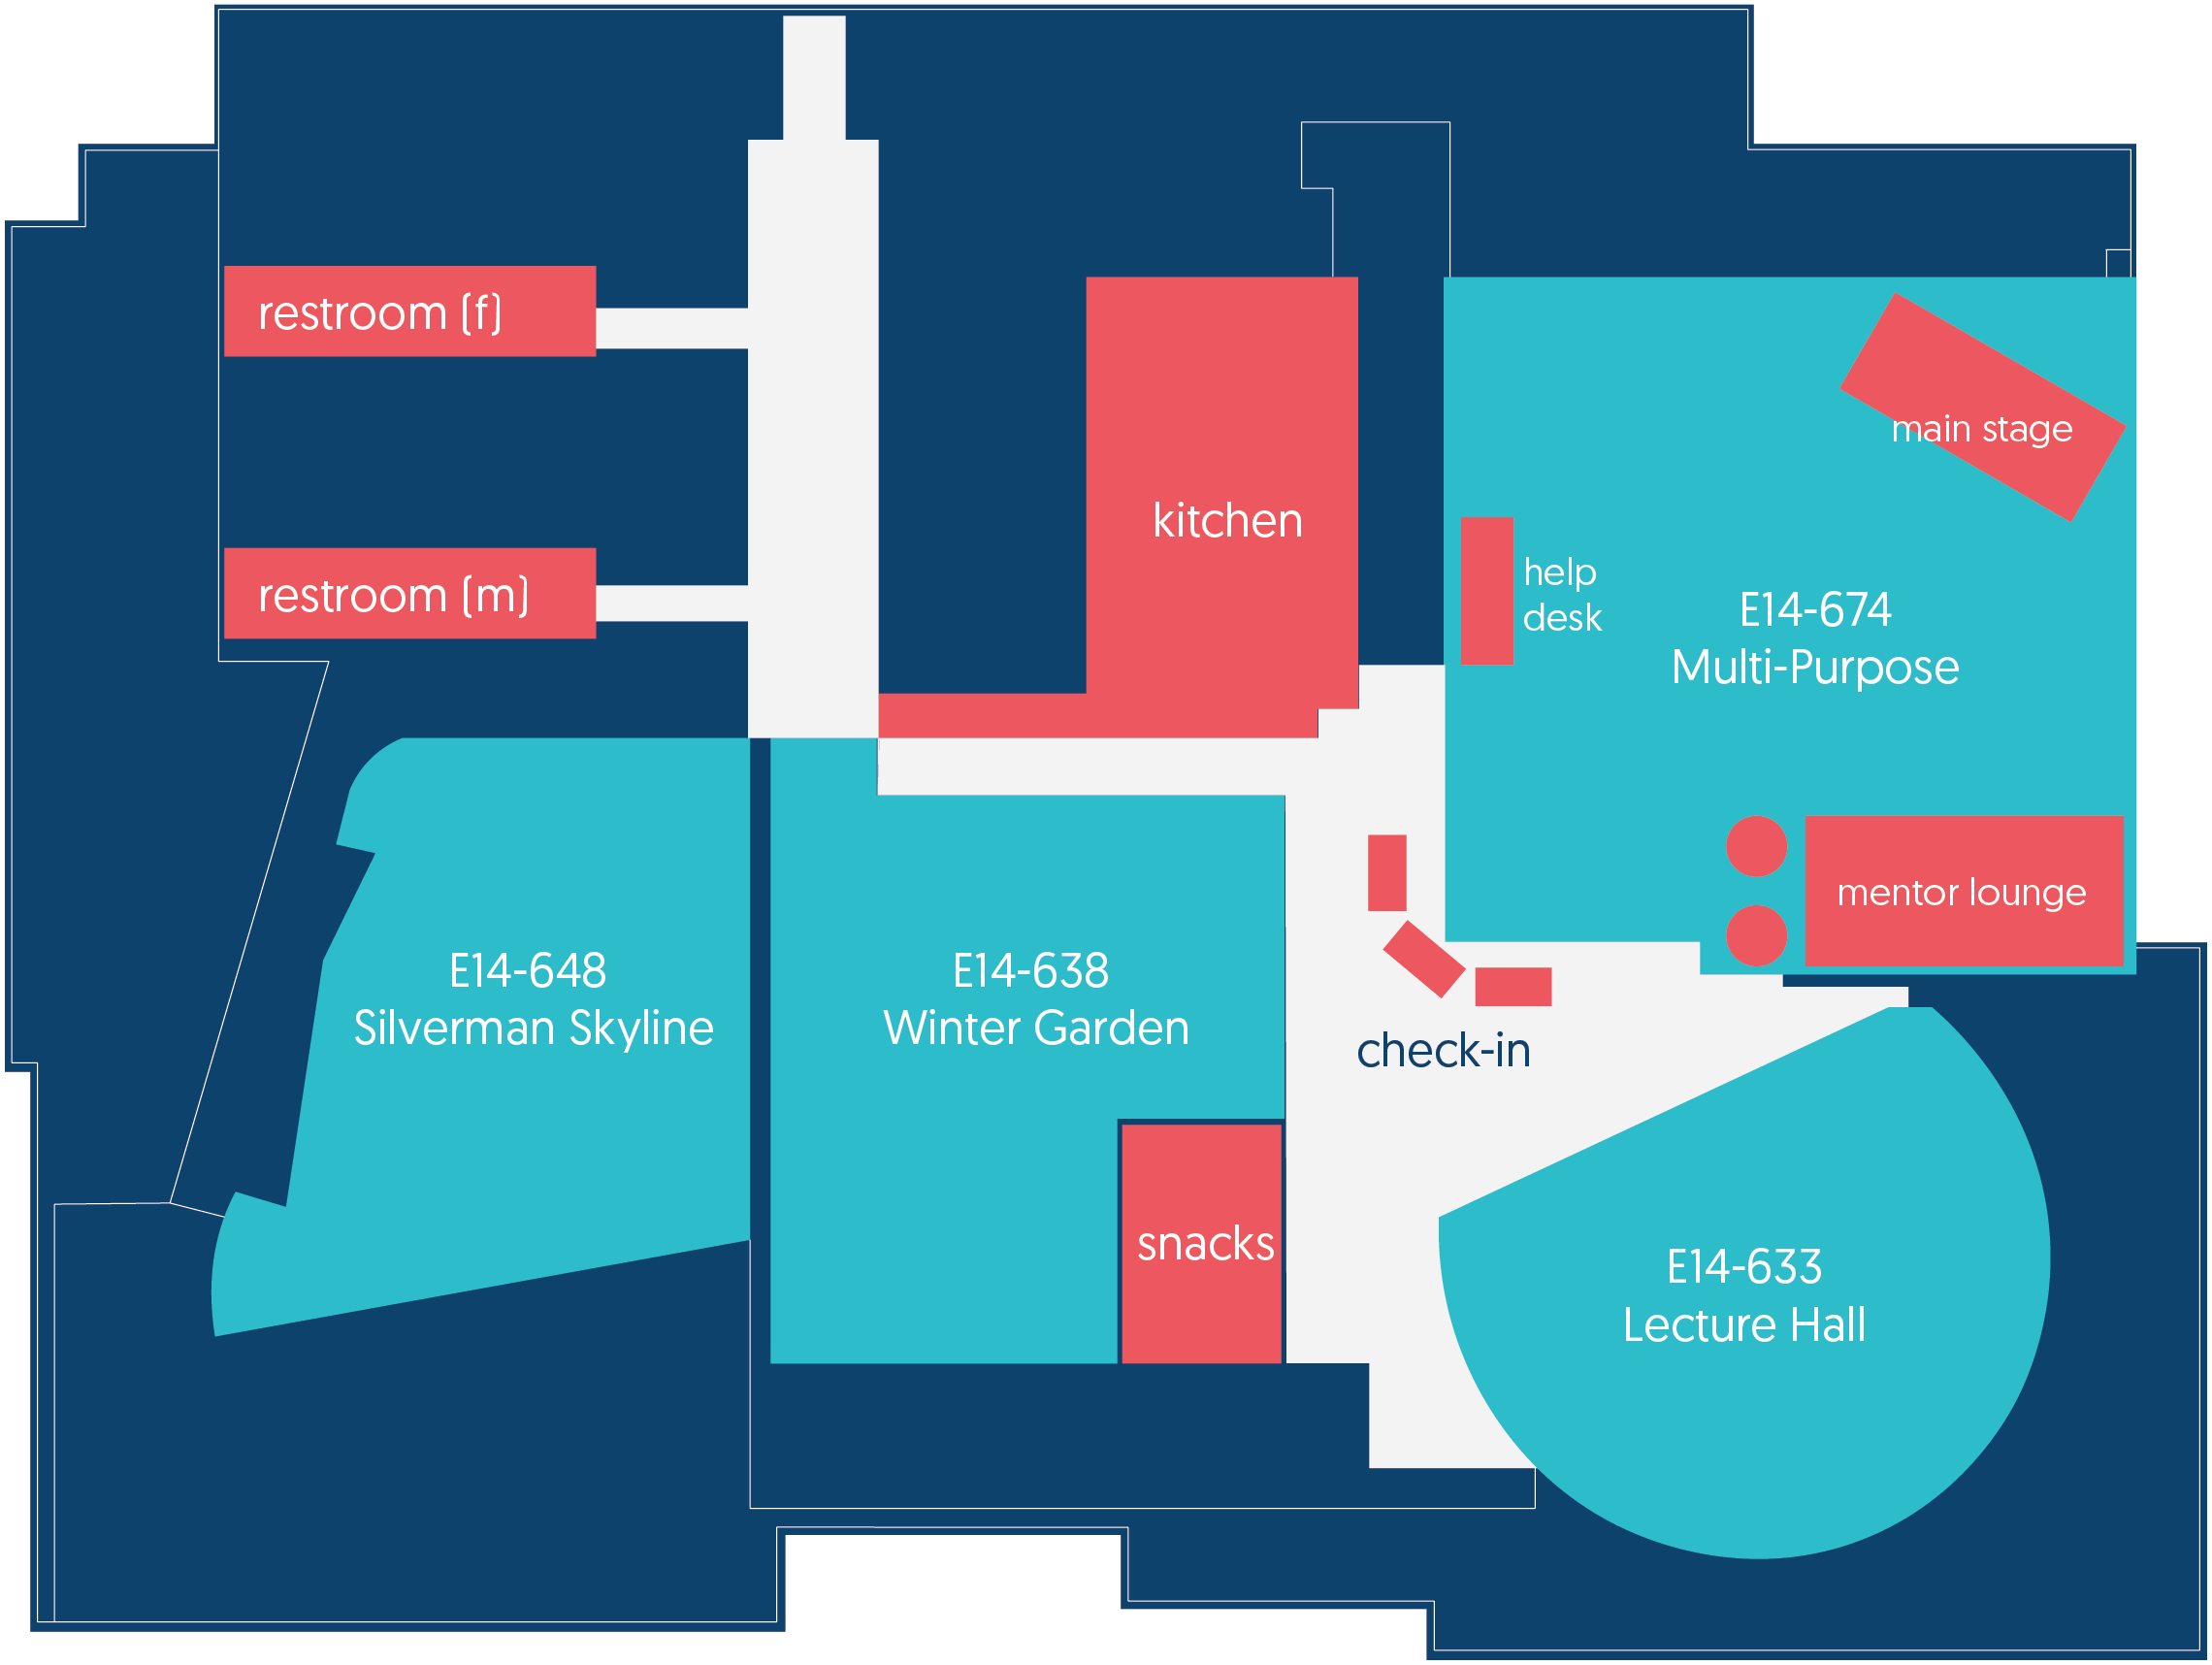 restroom (f)
restroom (m)
kitchen
main stage
help
desk
E14-674
Multi-Purpose
mentor lounge
E14-648
Silverman Skyline
E14-638
Winter Garden
check-in
snacks
E14-633
Lecture Hall